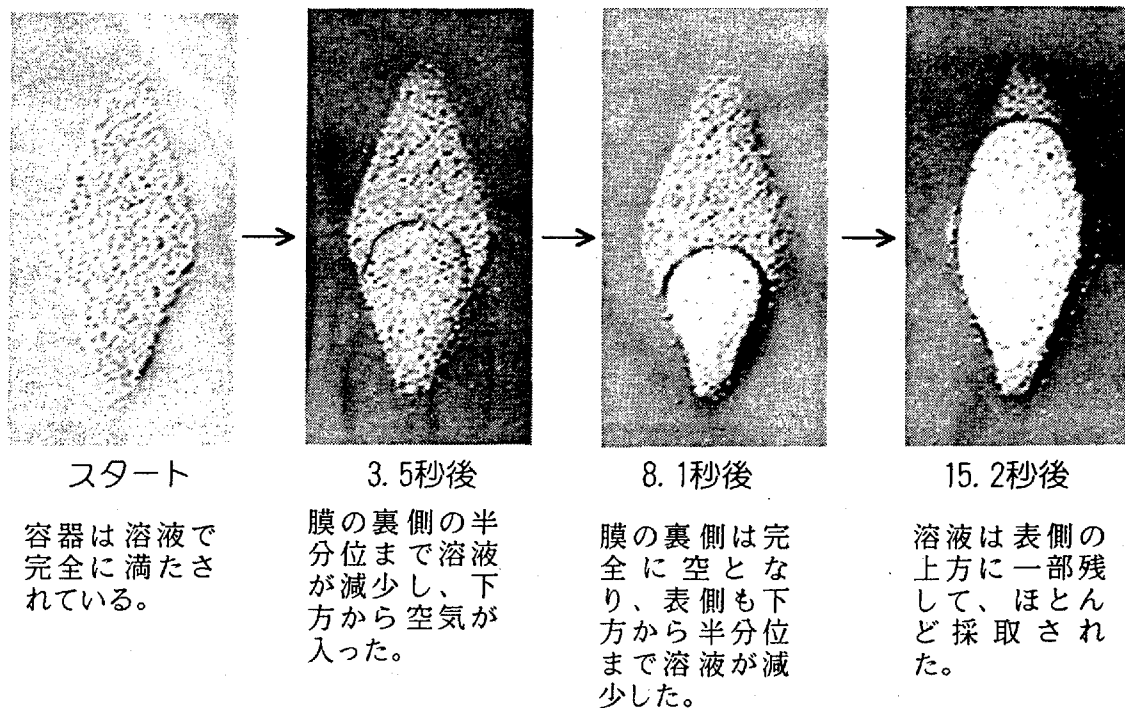 スタート
容器は溶液で
完全に満たさ
れている。
3.5秒後
膜の裏側の半
分位まで溶液
が減少し、下
方から空気が
入った。
8.1秒後
膜の裏側は完
全に空とな
り、表側も下
方から半分位
まで溶液が減
少した。
15.2秒後
溶液は表側の
上方に一部残
して、ほとん
ど採取され
た。